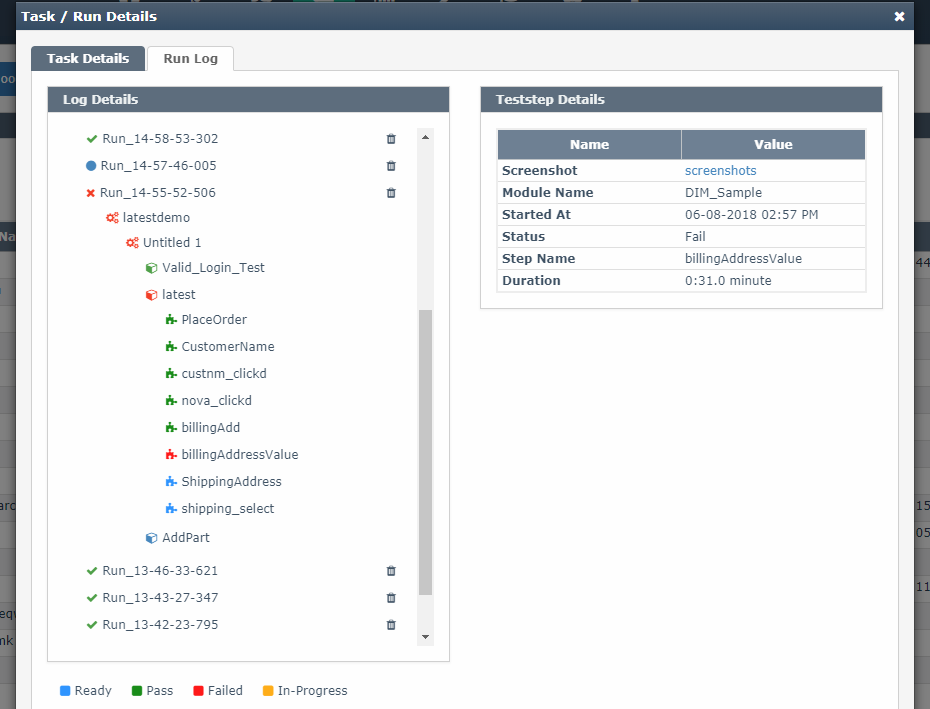 Task / Run Details
Task Details
Run Log
Log Details
Run_14-58-53-302
Run_14-57-46-005
Run_14-55-52-506
latestdemo
Untitled 1
Valid_Login_Test
latest
PlaceOrder
CustomerName
custnm_clickd
nova_clickd
billingAdd
billingAddressValue
ShippingAddress
shipping_select
AddPart
Run_13-46-33-621
Run_13-43-27-347
Run_13-42-23-795
Teststep Details
Name Value
Screenshot screenshots
Module Name DIM_Sample
Started At 06-08-2018 02:57 PM
Status Fail
Step Name billingAddressValue
Duration 0:31.0 minute
Ready Pass Failed In-Progress